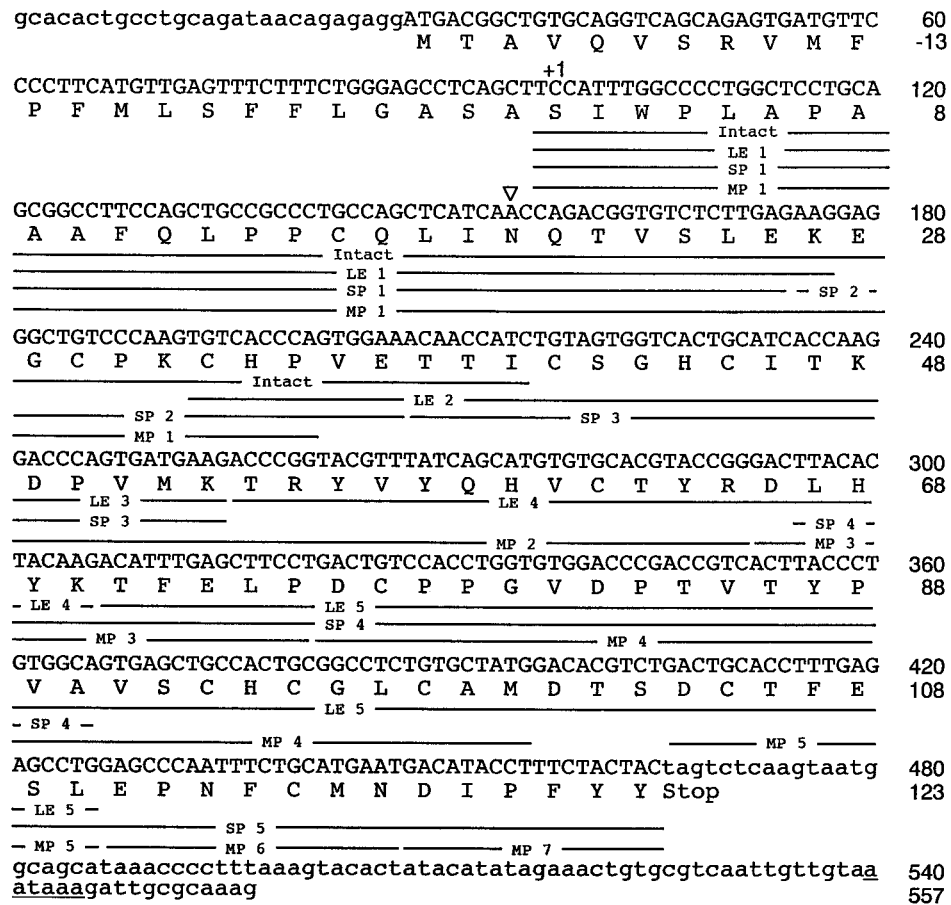 gcacactgcctgcagataacagagaggATGACGGCTGTGCAGGTCAGCAGAGTGATGTTC 60
M T A V Q V S R V M F -13
+1
CCCTTCATGTTGAGTTTCTTTCTGGGAGCCTCAGCTTCCATTTGGCCCCTGGCTCCTGCA 120
P F M L S F F L G A S A S I W P L A P A 8
Intact
LE 1
SP 1
MP 1
▽
GCGGCCTTCCAGCTGCCGCCCTGCCAGCTCATCAACCAGACGGTGTCTCTTGAGAAGGAG 180
A A F Q L P P C Q L I N Q T V S L E K E 28
Intact
LE 1
SP 1 SP 2
MP 1
GGCTGTCCCAAGTGTCACCCAGTGGAAACAACCATCTGTAGTGGTCACTGCATCACCAAG 240
G C P K C H P V E T T I C S G H C I T K 48
Intact
LE 2
SP 2 SP 3
MP 1
GACCCAGTGATGAAGACCCGGTACGTTTATCAGCATGTGTGCACGTACCGGGACTTACAC 300
D P V M K T R Y V Y Q H V C T Y R D L H 68
LE 3 LE 4
SP 3 SP 4
MP 2 MP 3
TACAAGACATTTGAGCTTCCTGACTGTCCACCTGGTGTGGACCCGACCGTCACTTACCCT 360
Y K T F E L P D C P P G V D P T V T Y P 88
LE 4 LE 5
SP 4
MP 3 MP 4
GTGGCAGTGAGCTGCCACTGCGGCCTCTGTGCTATGGACACGTCTGACTGCACCTTTGAG 420
V A V S C H C G L C A M D T S D C T F E 108
LE 5
SP 4
MP 4 MP 5
AGCCTGGAGCCCAATTTCTGCATGAATGACATACCTTTCTACTACtagtctcaagtaatg 480
S L E P N F C M N D I P F Y Y Stop 123
LE 5
SP 5
MP 5 MP 6 MP 7
gcagcataaacccctttaaagtacactatacatatagaaactgtgcgtcaattgttgtaa 540
ataaagattgcgcaaag 557